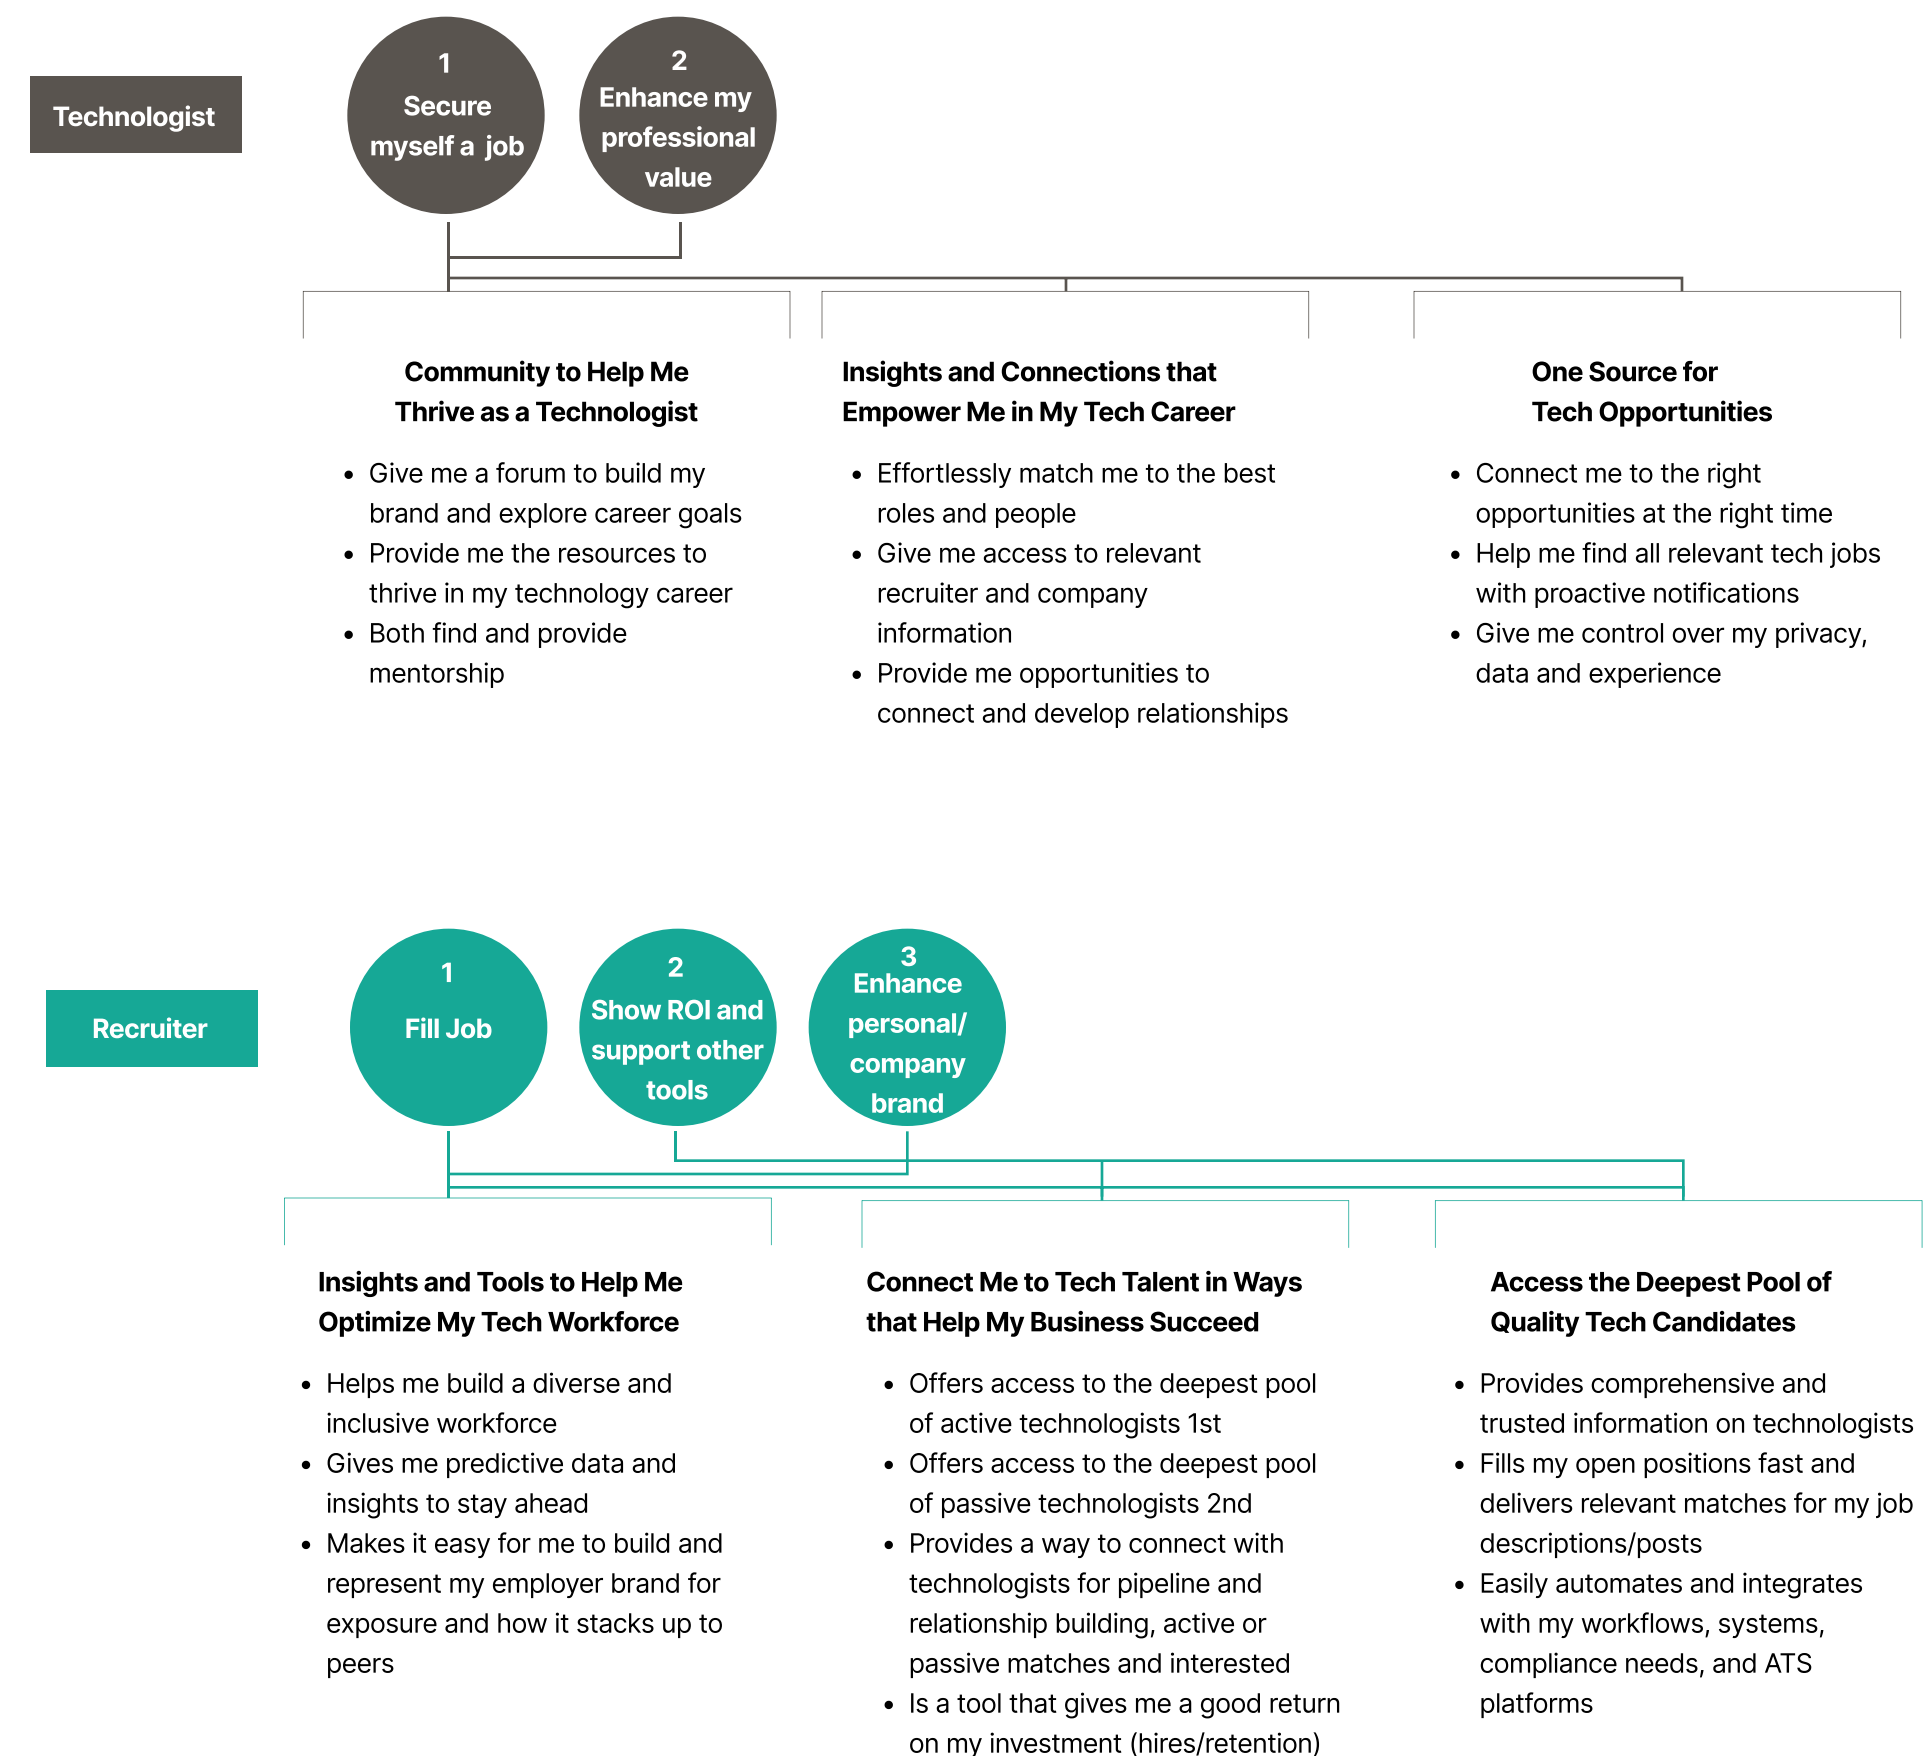 Technologist
1
Secure
myself a job
2
Enhance my
professional
value
Community to Help Me
Thrive as a Technologist
• Give me a forum to build my
brand and explore career goals
• Provide me the resources to
thrive in my technology career
• Both find and provide
mentorship
Insights and Connections that
Empower Me in My Tech Career
• Effortlessly match me to the best
roles and people
• Give me access to relevant
recruiter and company
information
• Provide me opportunities to
connect and develop relationships
One Source for
Tech Opportunities
• Connect me to the right
opportunities at the right time
• Help me find all relevant tech jobs
with proactive notifications
• Give me control over my privacy,
data and experience
Recruiter
1
Fill Job
2
Show ROI and
support other
tools
3
Enhance
personal/
company
brand
Insights and Tools to Help Me
Optimize My Tech Workforce
• Helps me build a diverse and
inclusive workforce
• Gives me predictive data and
insights to stay ahead
• Makes it easy for me to build and
represent my employer brand for
exposure and how it stacks up to
peers
Connect Me to Tech Talent in Ways
that Help My Business Succeed
• Offers access to the deepest pool
of active technologists 1st
• Offers access to the deepest pool
of passive technologists 2nd
• Provides a way to connect with
technologists for pipeline and
relationship building, active or
passive matches and interested
• Is a tool that gives me a good return
on my investment (hires/retention)
Access the Deepest Pool of
Quality Tech Candidates
• Provides comprehensive and
trusted information on technologists
• Fills my open positions fast and
delivers relevant matches for my job
descriptions/posts
• Easily automates and integrates
with my workflows, systems,
compliance needs, and ATS
platforms